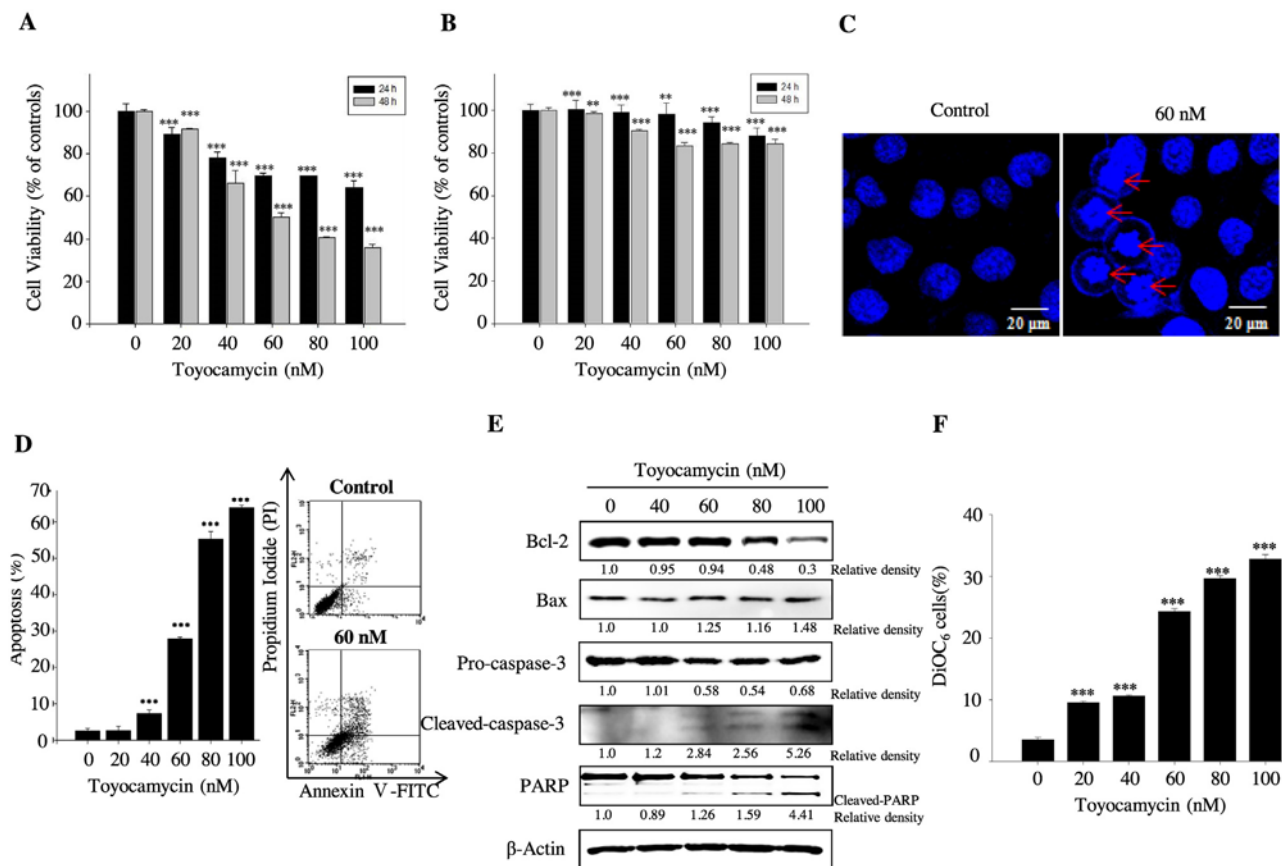 A
Cell Viability (% of controls)
100
80
60
40
20
0
24 h
48 h
*** *** *** *** *** *** *** *** *** ***
0 20 40 60 80 100
Toyocamycin (nM)
B
Cell Viability (% of controls)
100
80
60
40
20
0
24 h
48 h
*** ** *** *** ** *** *** *** *** ***
0 20 40 60 80 100
Toyocamycin (nM)
C
Control 60 nM
20 µm 20 µm
D
Apoptosis (%)
70
60
50
40
30
20
10
0
*** *** *** ***
0 20 40 60 80 100
Toyocamycin (nM)
Propidium Iodide (PI)
Control
60 nM
Annexin V-FITC
E
Toyocamycin (nM)
0 40 60 80 100
Bcl-2
1.0 0.95 0.94 0.48 0.3 Relative density
Bax
1.0 1.0 1.25 1.16 1.48 Relative density
Pro-caspase-3
1.0 1.01 0.58 0.54 0.68 Relative density
Cleaved-caspase-3
1.0 1.2 2.84 2.56 5.26 Relative density
PARP
Cleaved-PARP
1.0 0.89 1.26 1.59 4.41 Relative density
β-Actin
F
DiOC6 cells(%)
40
30
20
10
0
*** *** *** *** ***
0 20 40 60 80 100
Toyocamycin (nM)